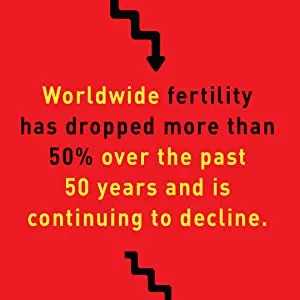 Worldwide fertility
has dropped more than
50% over the past
50 years and is
continuing to decline.